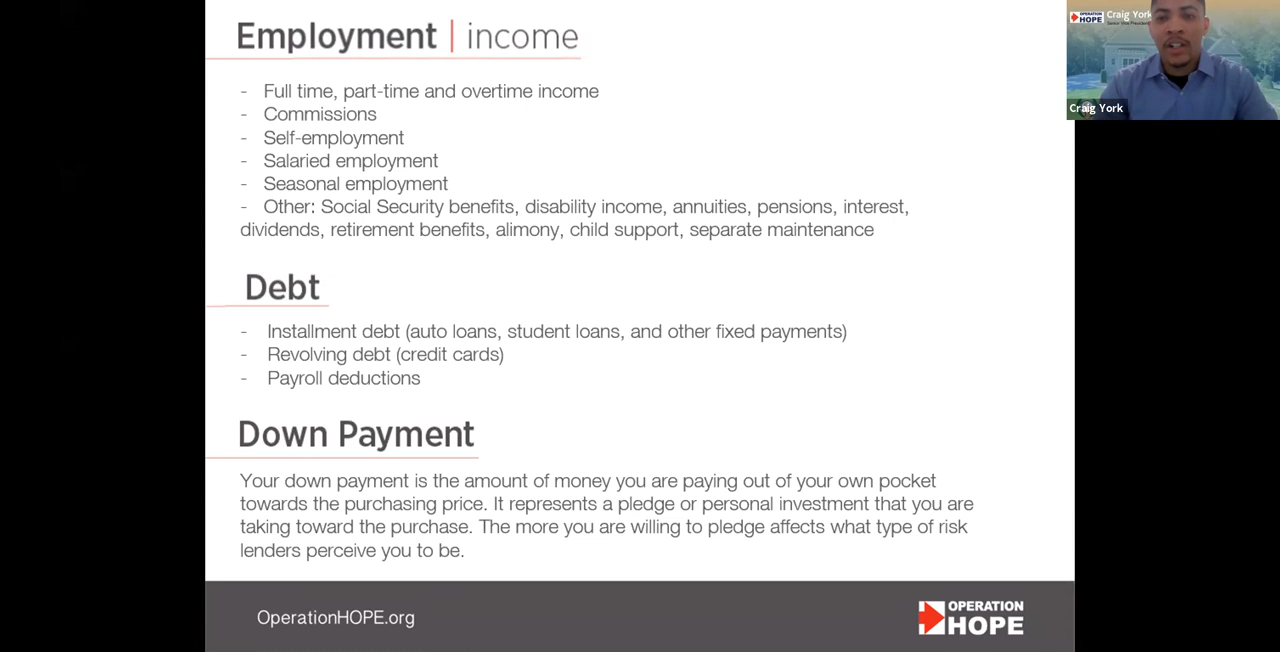 Employment | income
- Full time, part-time and overtime income
- Commissions
- Self-employment
- Salaried employment
- Seasonal employment
- Other: Social Security benefits, disability income, annuities, pensions, interest,
dividends, retirement benefits, alimony, child support, separate maintenance
Debt
- Installment debt (auto loans, student loans, and other fixed payments)
- Revolving debt (credit cards)
- Payroll deductions
Down Payment
Your down payment is the amount of money you are paying out of your own pocket
towards the purchasing price. It represents a pledge or personal investment that you are
taking toward the purchase. The more you are willing to pledge affects what type of risk
lenders perceive you to be.
OperationHOPE.org
OPERATION
HOPE
OPERATION
HOPE
Craig York
Senior Vice President
Craig York